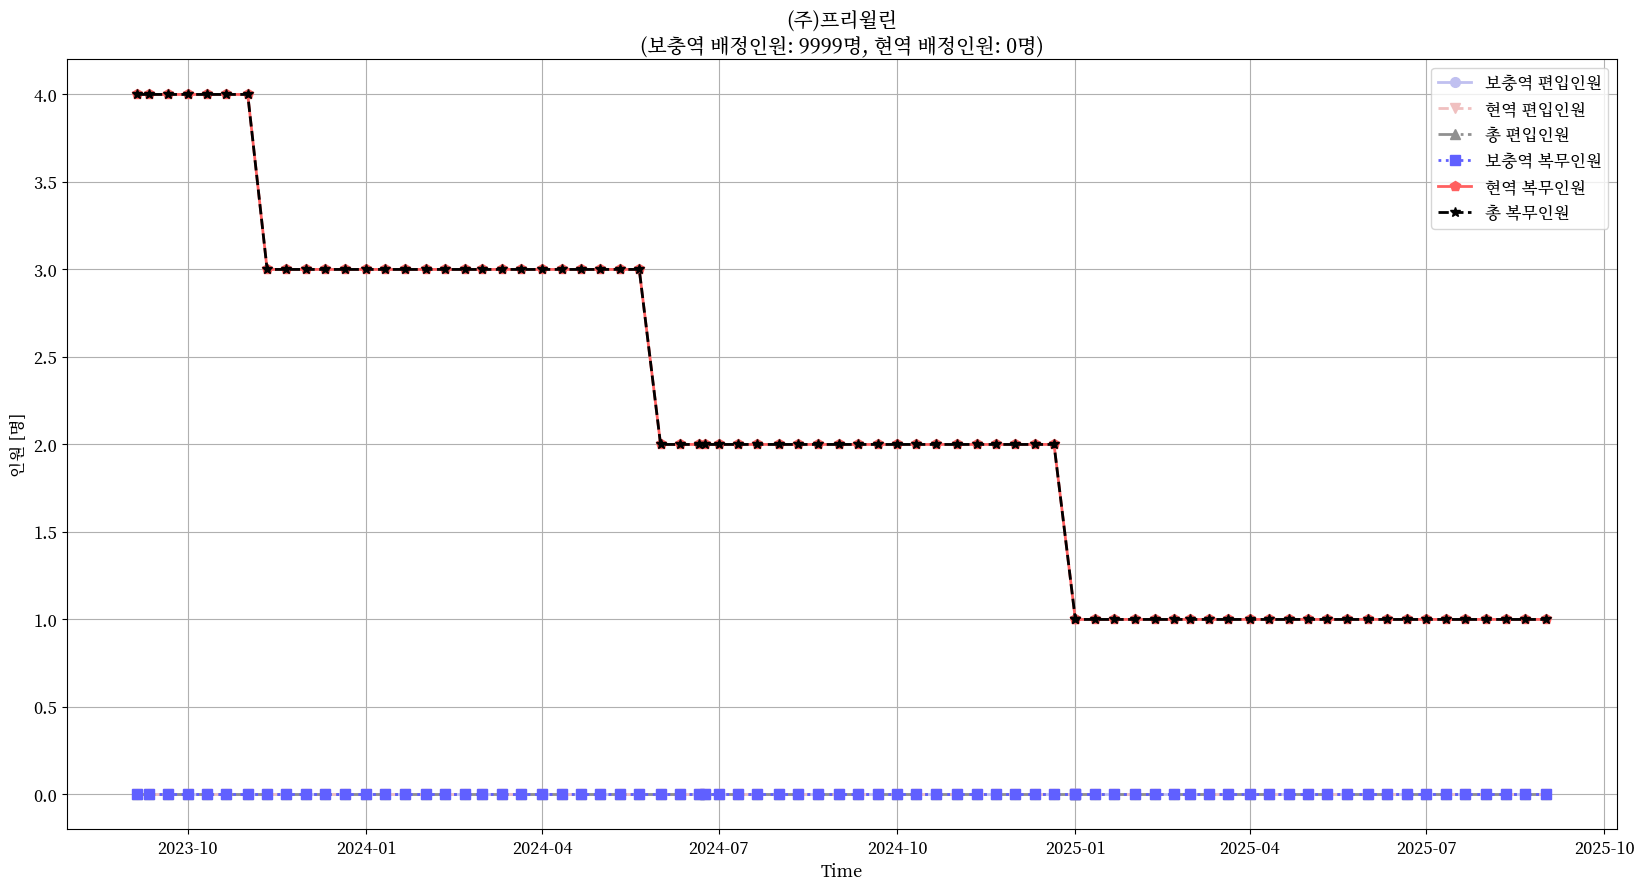 (주)프리윌린
(보충역 배정인원: 9999명, 현역 배정인원: 0명)
보충역 편입인원
현역 편입인원
총 편입인원
보충역 복무인원
현역 복무인원
총 복무인원
인원 [명]
4.0
3.5
3.0
2.5
2.0
1.5
1.0
0.5
0.0
2023-10
2024-01
2024-04
2024-07
2024-10
2025-01
2025-04
2025-07
2025-10
Time